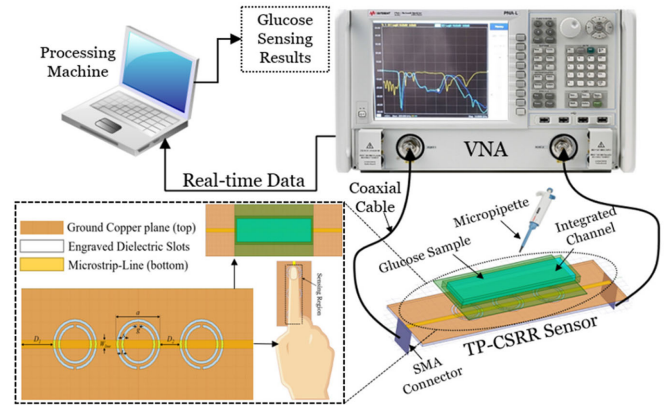 Glucose
Sensing
Results
Processing
Machine
Real-time Data
VNA
Coaxial
Cable
Micropipette
Integrated
Channel
Glucose Sample
TP-CSRR Sensor
SMA
Connector
Ground Copper plane (top)
Engraved Dielectric Slots
Microstrip-Line (bottom)
Sensing Region
a
g